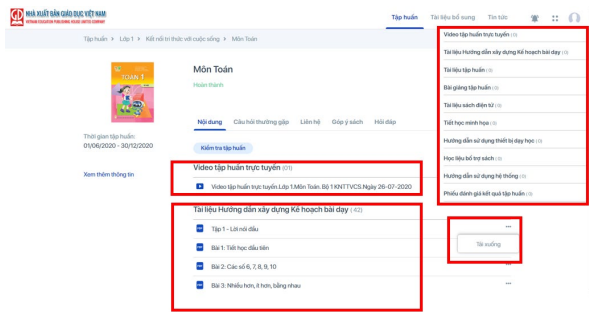 NHÀ XUẤT BẢN GIÁO DỤC VIỆT NAM
VIETNAM EDUCATION PUBLISHING HOUSE LIMITED COMPANY
Tập huấn Tài liệu bổ sung Tin tức
Tập huấn > Lớp 1 > Kết nối tri thức với cuộc sống > Môn Toán
TOÁN 1
Môn Toán
Hoàn thành
Nội dung Câu hỏi thường gặp Liên hệ Góp ý sách Hỏi đáp
Thời gian tập huấn:
01/06/2020 - 30/12/2020
Xem thêm thông tin
Kiểm tra tập huấn
Video tập huấn trực tuyến (01)
Video tập huấn trực tuyến.Lớp 1.Môn Toán. Bộ 1 KNTTVCS.Ngày 26-07-2020
Tài liệu Hướng dẫn xây dựng Kế hoạch bài dạy (42)
Tập 1 - Lời nói đầu
Bài 1: Tiết học đầu tiên
Bài 2: Các số 6, 7, 8, 9, 10
Bài 3: Nhiều hơn, ít hơn, bằng nhau
Tải xuống
Video tập huấn trực tuyến (0)
Tài liệu Hướng dẫn xây dựng Kế hoạch bài dạy (0)
Tài liệu tập huấn (0)
Bài giảng tập huấn (0)
Tài liệu sách điện tử (0)
Tiết học minh họa (0)
Hướng dẫn sử dụng thiết bị dạy học (0)
Học liệu bổ trợ sách (0)
Hướng dẫn sử dụng hệ thống (0)
Phiếu đánh giá kết quả tập huấn (0)